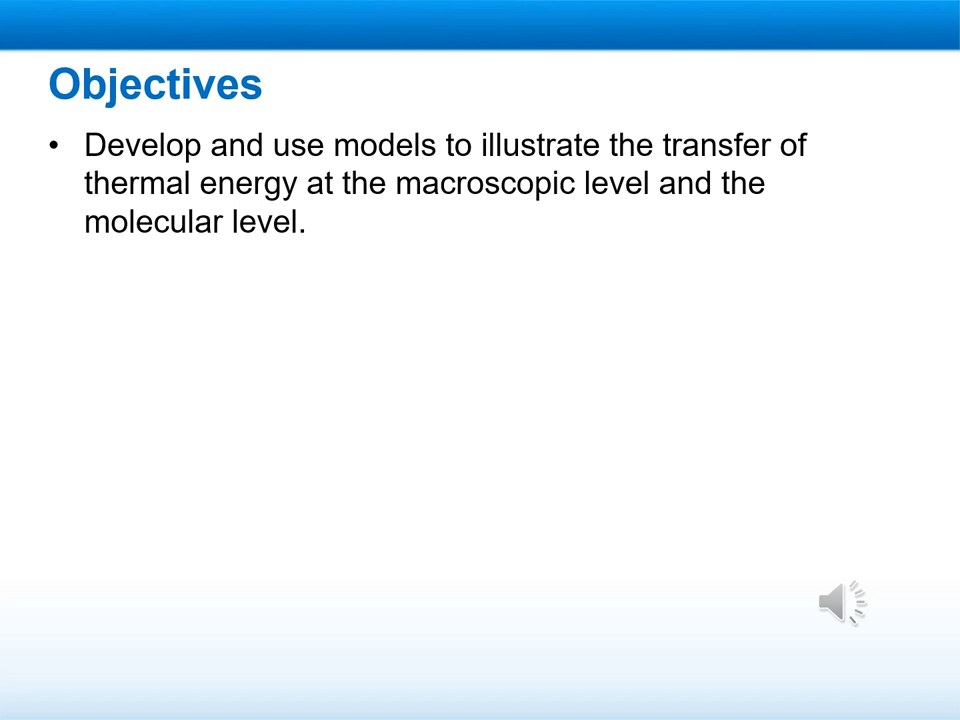 Objectives
• Develop and use models to illustrate the transfer of
thermal energy at the macroscopic level and the
molecular level.